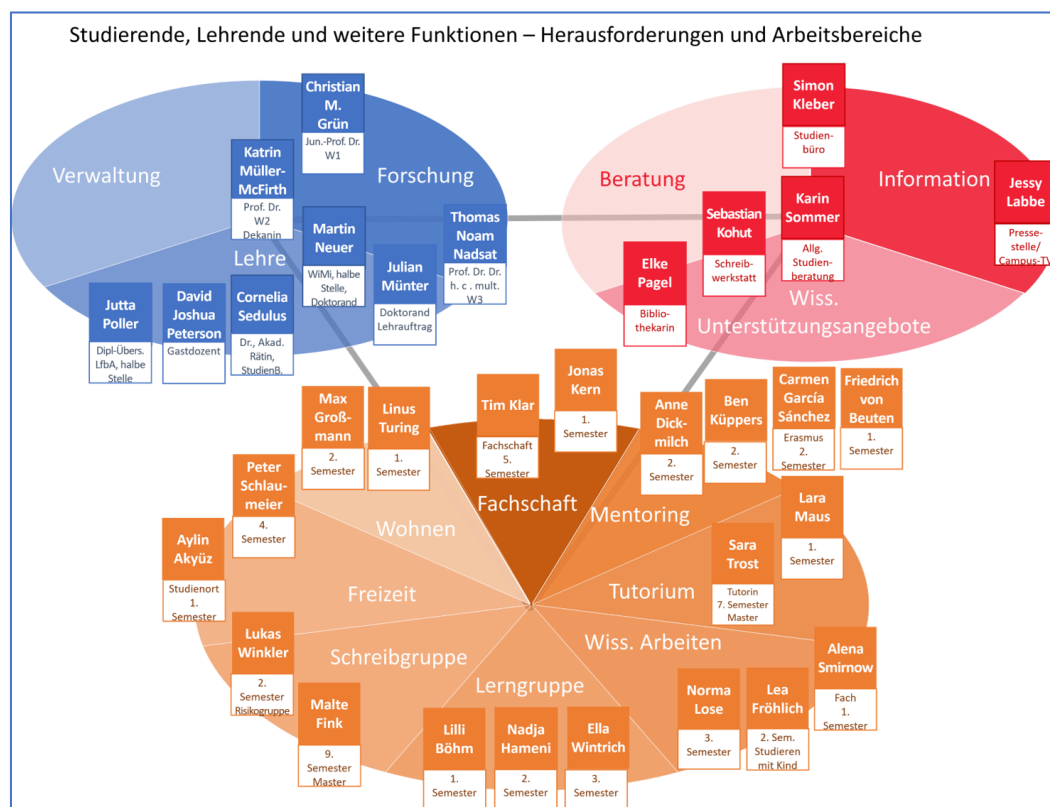 Studierende, Lehrende und weitere Funktionen – Herausforderungen und Arbeitsbereiche
Verwaltung
Forschung
Lehre
Christian
M.
Grün
Jun.-Prof. Dr.
W1
Katrin
Müller-
McFirth
Prof. Dr.
W2
Dekanin
Martin
Neuer
WiMi, halbe
Stelle,
Doktorand
Julian
Münter
Doktorand
Lehrauftrag
Thomas
Noam
Nadsat
Prof. Dr. Dr.
h. c . mult.
W3
Jutta
Poller
Dipl-Übers.
LfbA, halbe
Stelle
David
Joshua
Peterson
Gastdozent
Cornelia
Sedulus
Dr., Akad.
Rätin,
StudienB.
Beratung
Information
Wiss.
Unterstützungsangebote
Simon
Kleber
Studien-
büro
Jessy
Labbe
Presse-
stelle/
Campus-TV
Karin
Sommer
Allg.
Studien-
beratung
Sebastian
Kohut
Schreib-
werkstatt
Elke
Pagel
Biblio-
thekarin
Fachschaft
Mentoring
Tutorium
Wiss. Arbeiten
Lerngruppe
Schreibgruppe
Freizeit
Wohnen
Max
Groß-
mann
2.
Semester
Linus
Turing
1.
Semester
Tim Klar
Fachschaft
5.
Semester
Jonas
Kern
1.
Semester
Anne
Dick-
milch
2.
Semester
Ben
Küppers
2.
Semester
Carmen
García
Sánchez
Erasmus
2.
Semester
Friedrich
von
Beuten
1.
Semester
Peter
Schlau-
meier
4.
Semester
Lara
Maus
1.
Semester
Aylin
Akyüz
Studienort
1.
Semester
Sara
Trost
Tutorin
7. Semester
Master
Lukas
Winkler
2.
Semester
Risikogruppe
Alena
Smirnow
Fach
1.
Semester
Malte
Fink
9.
Semester
Master
Lilli
Böhm
1.
Semester
Nadja
Hameni
2.
Semester
Ella
Wintrich
3.
Semester
Norma
Lose
3.
Semester
Lea
Fröhlich
2. Sem.
Studieren
mit Kind